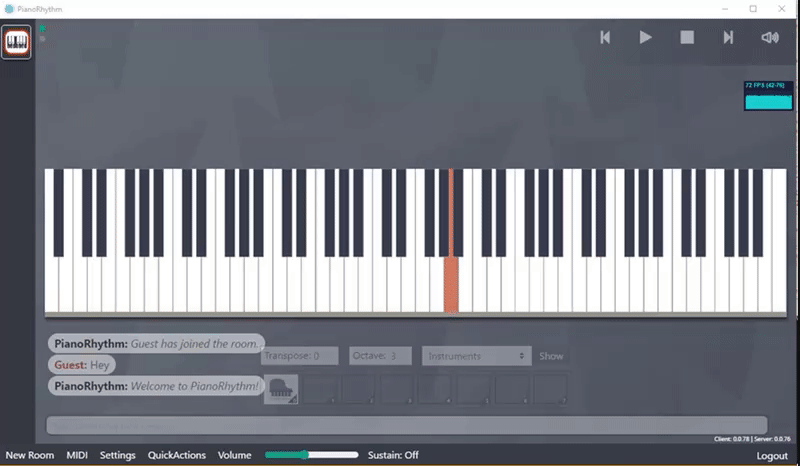 PianoRhythm
72 FPS (42-75)
PianoRhythm: Guest has joined the room.
Guest: Hey
PianoRhythm: Welcome to PianoRhythm!
Transpose: 0
Octave: 3
Instruments
Show
Client: 0.0.78 | Server: 0.0.76
New Room
MIDI
Settings
QuickActions
Volume
Sustain: Off
Logout